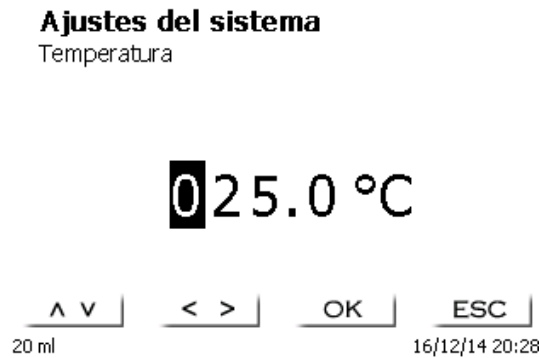 Ajustes del sistema
Temperatura
025.0 °C
∧ ∨ < > OK ESC
20 ml 16/12/14 20:28